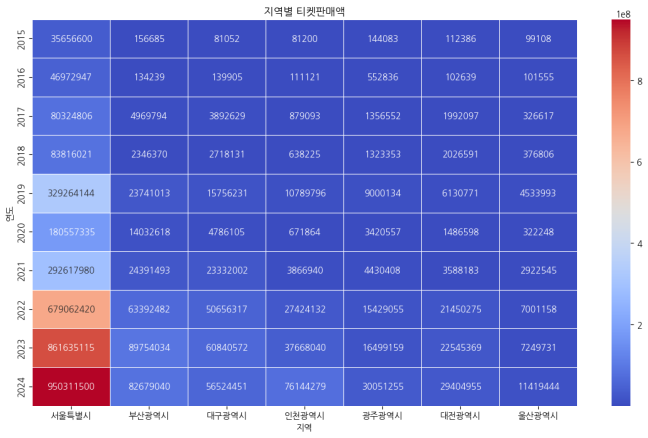 지역별 티켓판매액
1e8
2015 35656600 156685 81052 81200 144083 112386 99108
2016 46972947 134239 139905 111121 552836 102639 101555
2017 80324806 4969794 3892629 879093 1356552 1992097 326617
2018 83816021 2346370 2718131 638225 1323353 2026591 376806
2019 329264144 23741013 15756231 10789796 9000134 6130771 4533993
2020 180557335 14032618 4786105 671864 3420557 1486598 322248
2021 292617980 24391493 23332002 3866940 4430408 3588183 2922545
2022 679062420 63392482 50656317 27424132 15429055 21450275 7001158
2023 861635115 89754034 60840572 37668040 16499159 22545369 7249731
2024 950311500 82679040 56524451 76144279 30051255 29404955 11419444
연도
서울특별시 부산광역시 대구광역시 인천광역시 광주광역시 대전광역시 울산광역시
지역
8
6
4
2